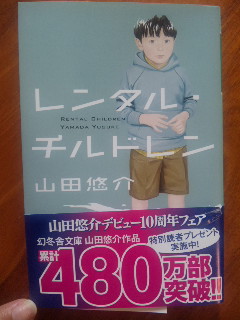 レンタル・
RENTAL CHILDREN
YAMADA YUSUKE
チルドレン
山田悠介
山田悠介デビュー10周年フェア
幻冬舎文庫 山田悠介作品
特別読者プレゼント
実施中!
累計
480万部
突破!!